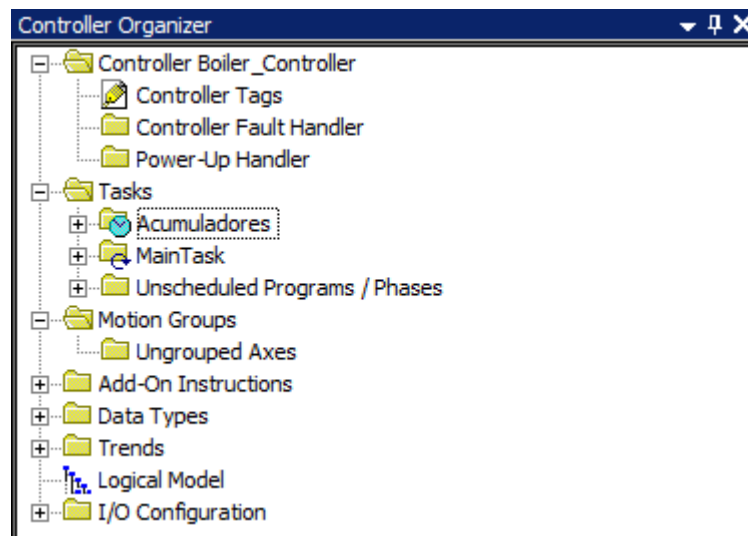 Controller Organizer
Controller Boiler_Controller
Controller Tags
Controller Fault Handler
Power-Up Handler
Tasks
Acumuladores
MainTask
Unscheduled Programs / Phases
Motion Groups
Ungrouped Axes
Add-On Instructions
Data Types
Trends
Logical Model
I/O Configuration